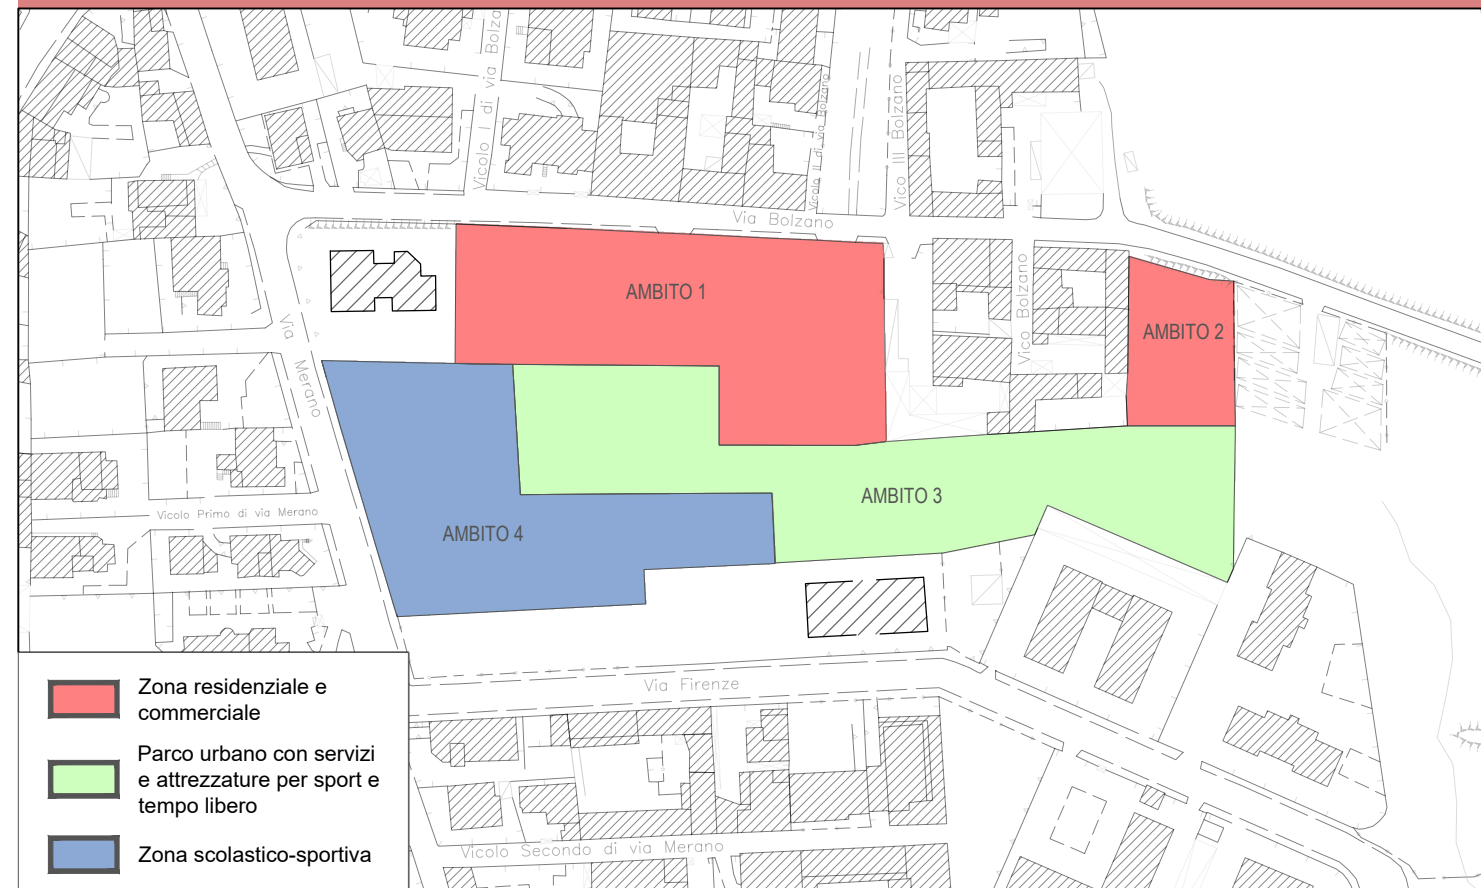 Vicolo I di via Bolza
Vicolo II di via Bolzano
Vico III Bolzano
Via Bolzano
AMBITO 1
Vico Bolzano
AMBITO 2
Via Merano
AMBITO 3
Vicolo Primo di via Merano
AMBITO 4
Via Firenze
Vicolo Secondo di via Merano
Zona residenziale e
commerciale
Parco urbano con servizi
e attrezzature per sport e
tempo libero
Zona scolastico-sportiva